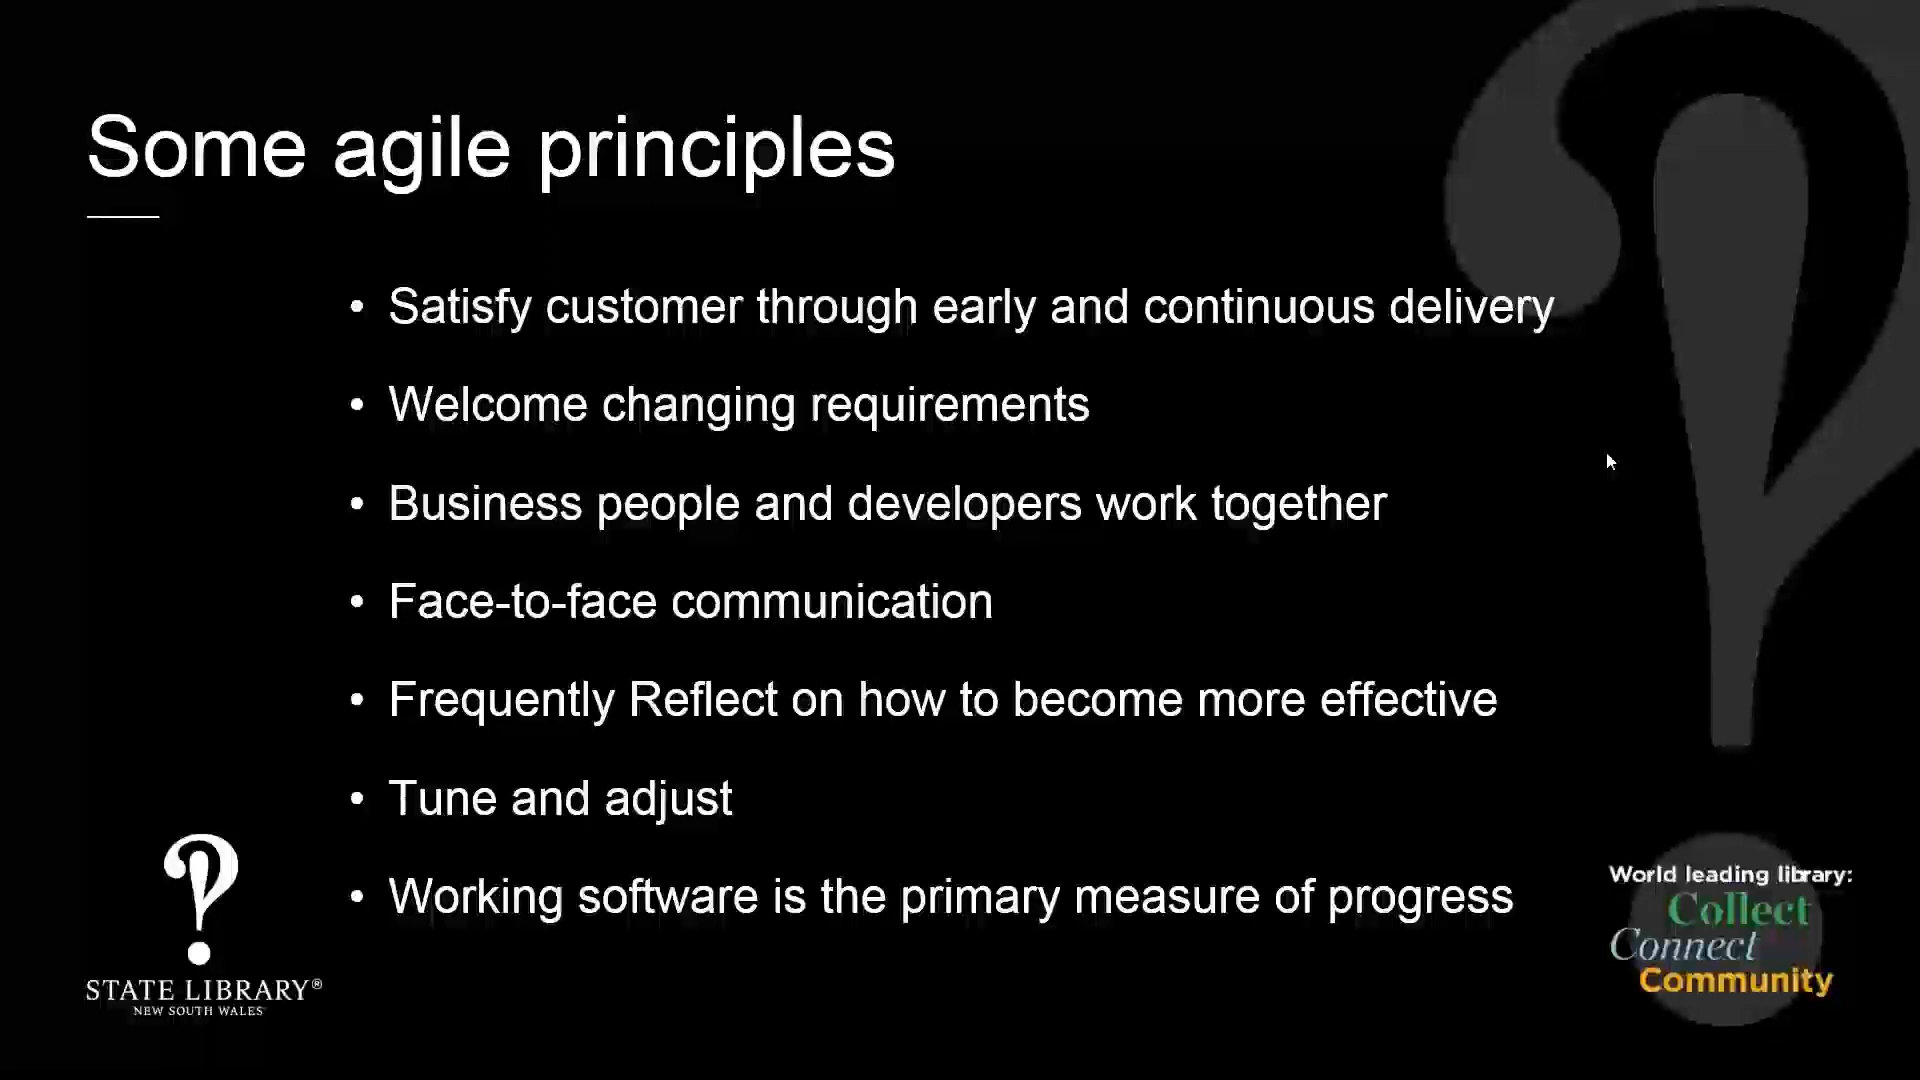 Some agile principles
• Satisfy customer through early and continuous delivery
• Welcome changing requirements
• Business people and developers work together
• Face-to-face communication
• Frequently Reflect on how to become more effective
• Tune and adjust
• Working software is the primary measure of progress
STATE LIBRARY®
NEW SOUTH WALES
World leading library:
Collect
Connect
Community